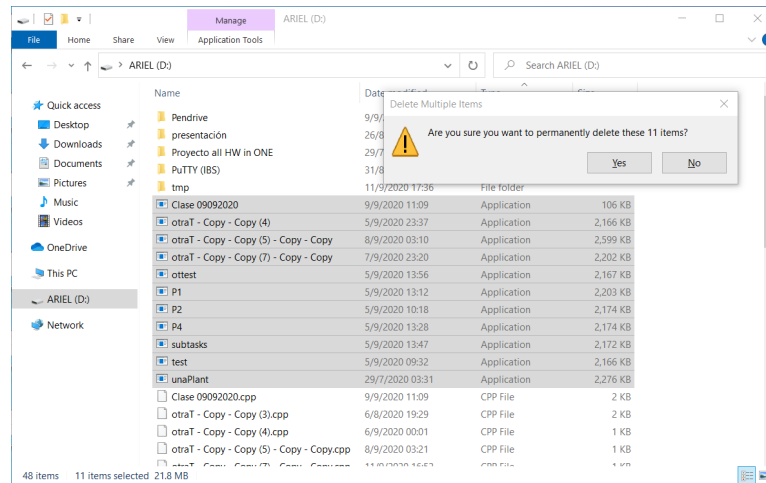 Manage
ARIEL (D:)
File Home Share View Application Tools
ARIEL (D:)
Search ARIEL (D:)
Quick access
Desktop
Downloads
Documents
Pictures
Music
Videos
OneDrive
This PC
ARIEL (D:)
Network
Name
Pendrive 9/9/
presentación 26/8
Proyecto all HW in ONE 29/7
PuTTY (IBS) 31/8
tmp 11/9/2020 17:36 File folder
Clase 09092020 9/9/2020 11:09 Application 106 KB
otraT - Copy - Copy (4) 5/9/2020 23:37 Application 2,166 KB
otraT - Copy - Copy (5) - Copy - Copy 8/9/2020 03:10 Application 2,599 KB
otraT - Copy - Copy (7) - Copy - Copy 7/9/2020 23:20 Application 2,202 KB
ottest 5/9/2020 13:56 Application 2,167 KB
P1 5/9/2020 13:12 Application 2,203 KB
P2 5/9/2020 10:18 Application 2,174 KB
P4 5/9/2020 13:28 Application 2,174 KB
subtasks 5/9/2020 13:47 Application 2,172 KB
test 5/9/2020 09:32 Application 2,166 KB
unaPlant 29/7/2020 03:31 Application 2,276 KB
Clase 09092020.cpp 9/9/2020 11:09 CPP File 2 KB
otraT - Copy - Copy (3).cpp 6/8/2020 19:29 CPP File 2 KB
otraT - Copy - Copy (4).cpp 6/9/2020 00:01 CPP File 1 KB
otraT - Copy - Copy (5) - Copy - Copy.cpp 8/9/2020 03:21 CPP File 1 KB
Delete Multiple Items
Are you sure you want to permanently delete these 11 items?
Yes No
48 items 11 items selected 21.8 MB